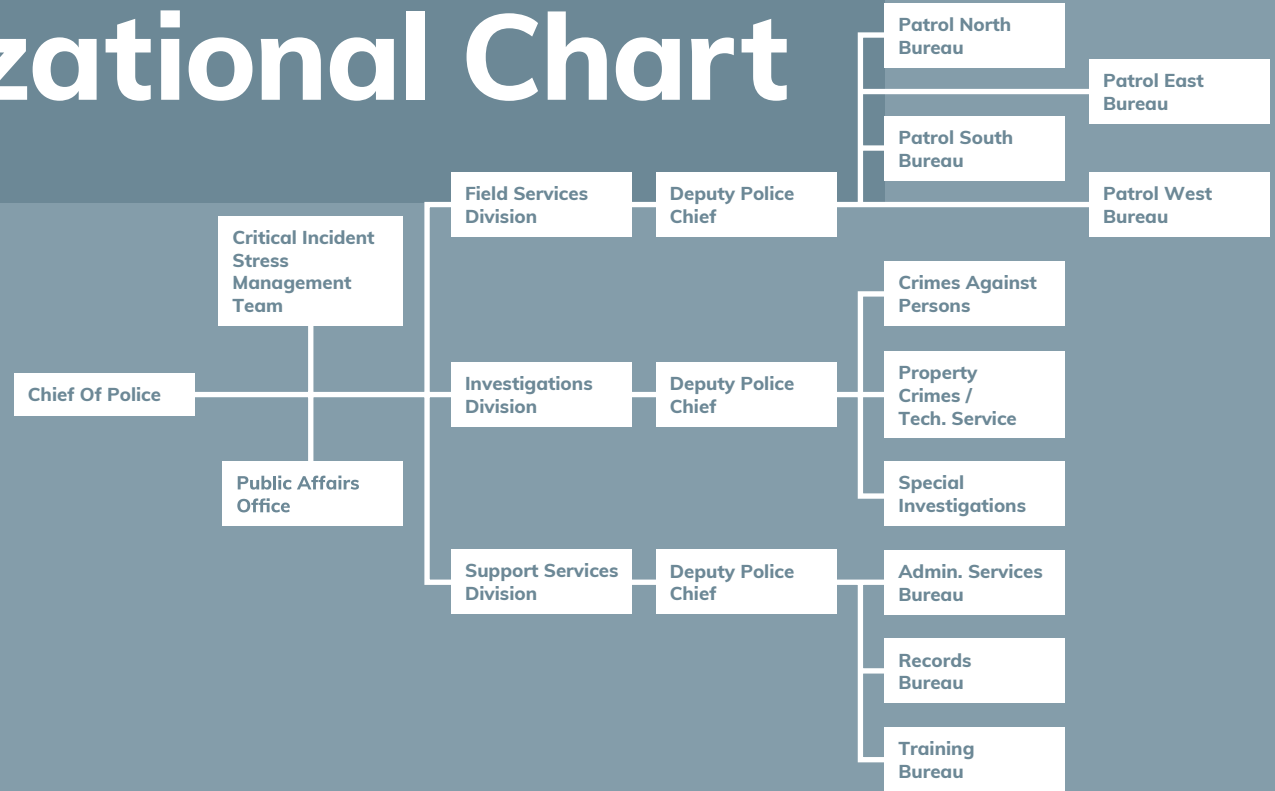 zational Chart
Patrol North
Bureau
Patrol East
Bureau
Patrol South
Bureau
Patrol West
Bureau
Field Services
Division
Deputy Police
Chief
Critical Incident
Stress
Management
Team
Crimes Against
Persons
Chief Of Police
Investigations
Division
Deputy Police
Chief
Property
Crimes /
Tech. Service
Public Affairs
Office
Special
Investigations
Support Services
Division
Deputy Police
Chief
Admin. Services
Bureau
Records
Bureau
Training
Bureau